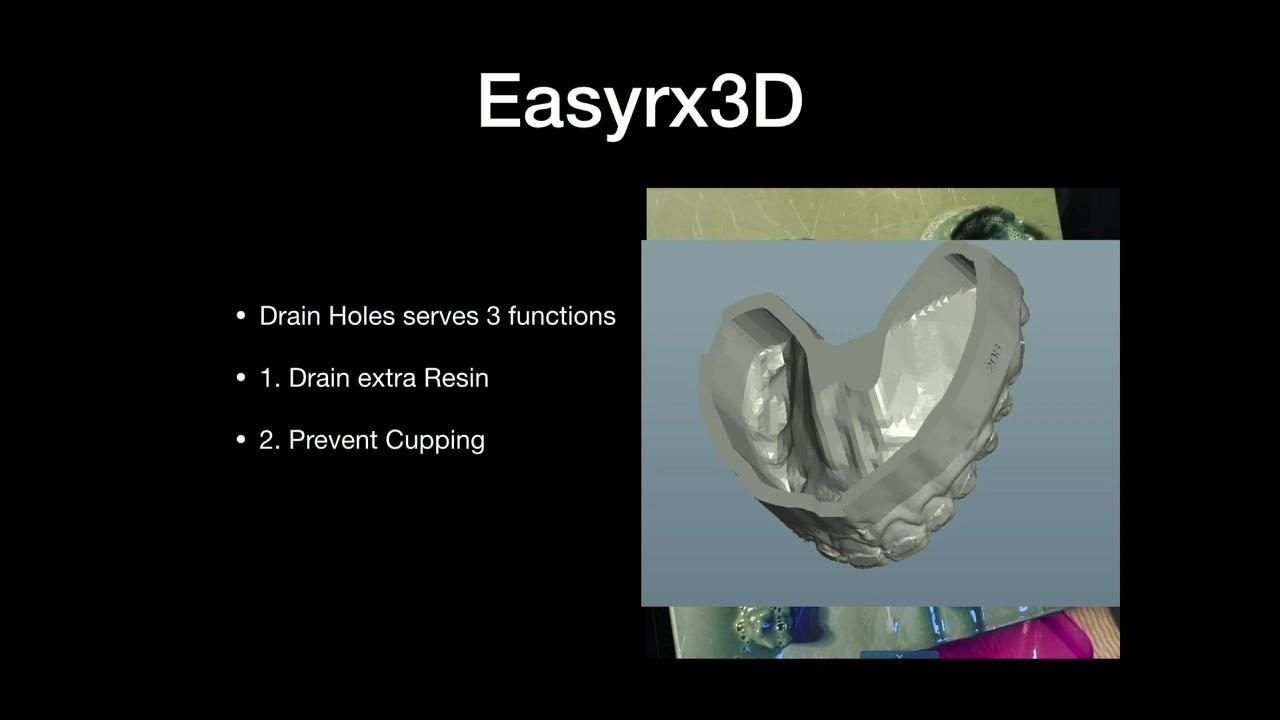 Easyrx3D
• Drain Holes serves 3 functions
• 1. Drain extra Resin
• 2. Prevent Cupping